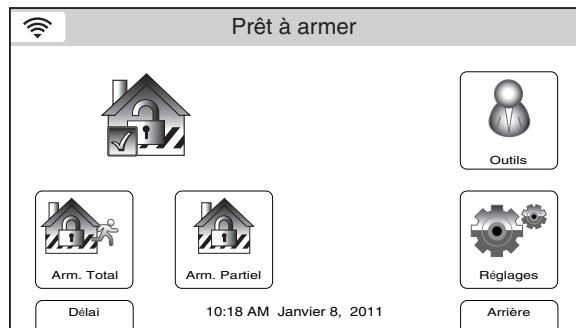 Prêt à armer
Outils
Arm. Total
Arm. Partiel
Réglages
Délai
10:18 AM Janvier 8, 2011
Arrière